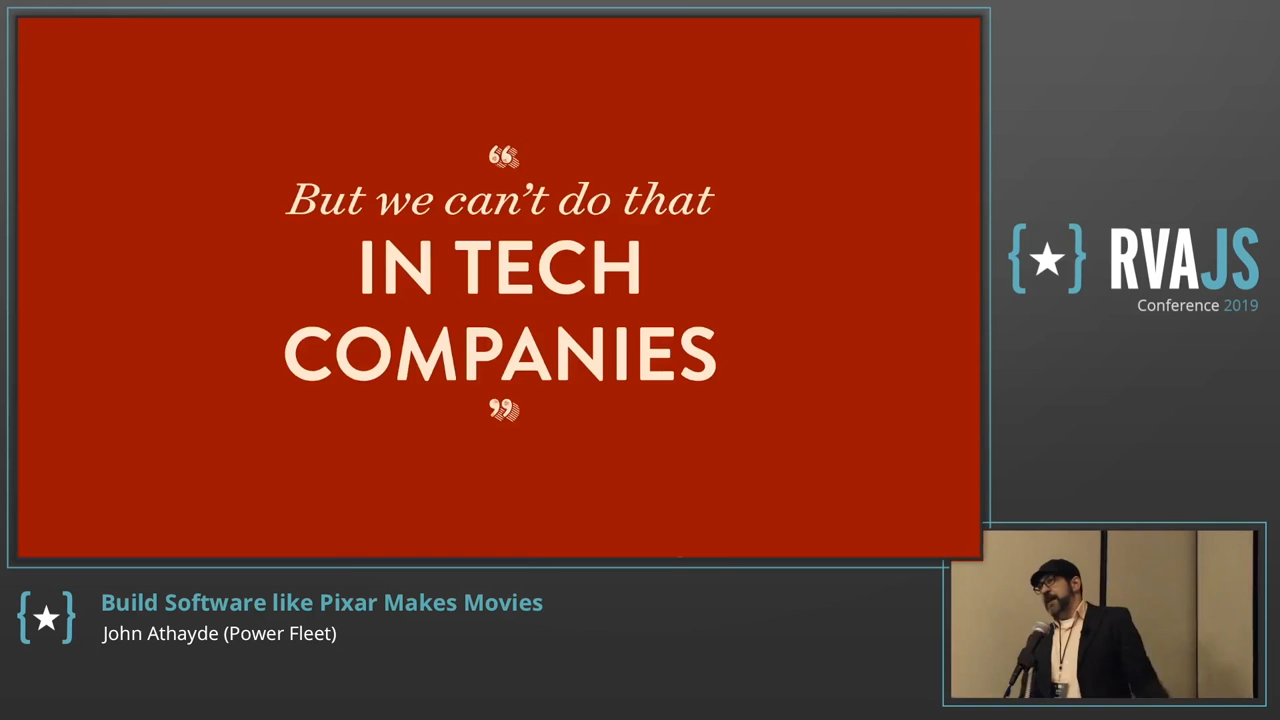 “
But we can’t do that
IN TECH
COMPANIES
”
{★} RVAJS
Conference 2019
Build Software like Pixar Makes Movies
John Athayde (Power Fleet)